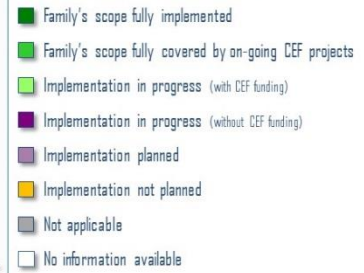 Family's scope fully implemented
Family's scope fully covered by on-going CEF projects
Implementation in progress (with CEF funding)
Implementation in progress (without CEF funding)
Implementation planned
Implementation not planned
Not applicable
No information available